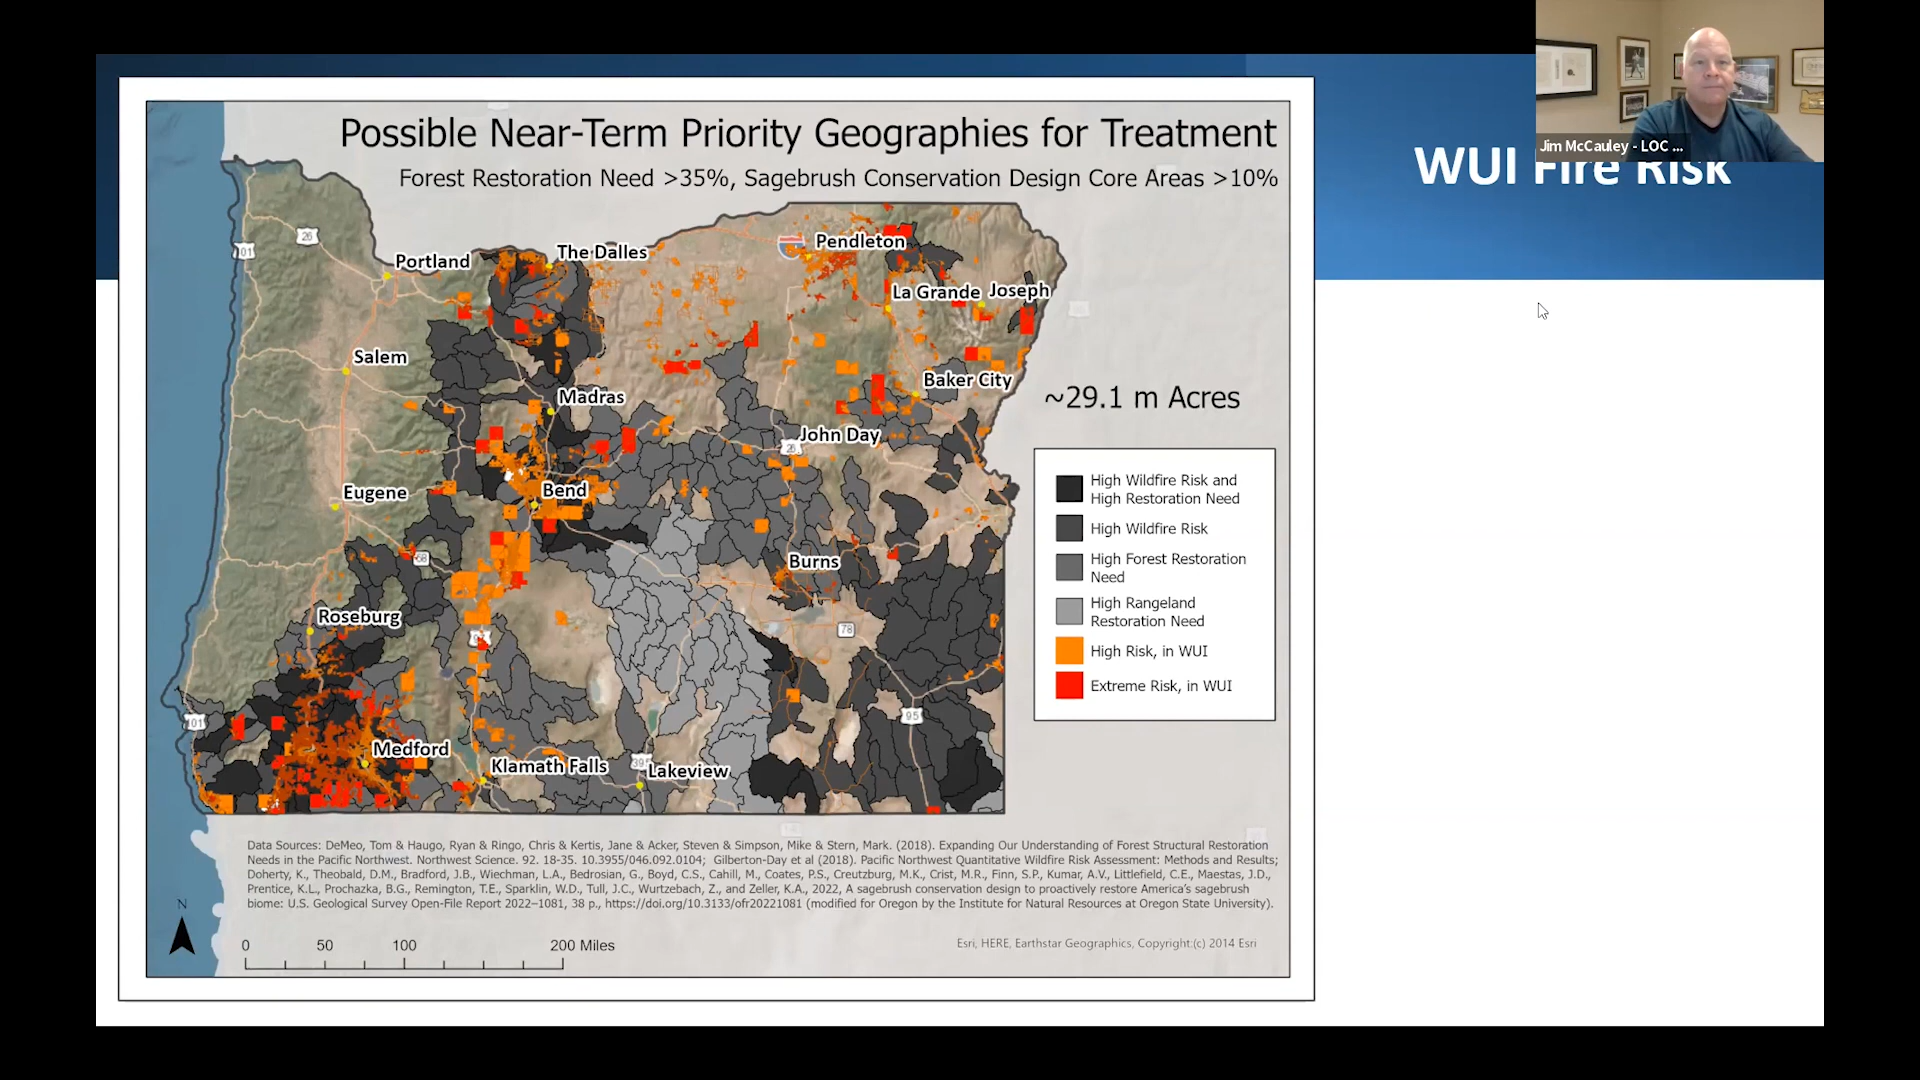 Jim McCauley - LOC ...
WUI Fire Risk
Possible Near-Term Priority Geographies for Treatment
Forest Restoration Need >35%, Sagebrush Conservation Design Core Areas >10%
26
101
Portland
The Dalles
Pendleton
La Grande
Joseph
Salem
Madras
Baker City
~29.1 m Acres
John Day
26
Eugene
Bend
58
Burns
Roseburg
78
97
101
95
Medford
Klamath Falls
395
Lakeview
High Wildfire Risk and
High Restoration Need
High Wildfire Risk
High Forest Restoration
Need
High Rangeland
Restoration Need
High Risk, in WUI
Extreme Risk, in WUI
Data Sources: DeMeo, Tom & Haugo, Ryan & Ringo, Chris & Kertis, Jane & Acker, Steven & Simpson, Mike & Stern, Mark. (2018). Expanding Our Understanding of Forest Structural Restoration
Needs in the Pacific Northwest. Northwest Science. 92. 18-35. 10.3955/046.092.0104; Gilberton-Day et al (2018). Pacific Northwest Quantitative Wildfire Risk Assessment: Methods and Results;
Doherty, K., Theobald, D.M., Bradford, J.B., Wiechman, L.A., Bedrosian, G., Boyd, C.S., Cahill, M., Coates, P.S., Creutzburg, M.K., Crist, M.R., Finn, S.P., Kumar, A.V., Littlefield, C.E., Maestas, J.D.,
Prentice, K.L., Prochazka, B.G., Remington, T.E., Sparklin, W.D., Tull, J.C., Wurtzebach, Z., and Zeller, K.A., 2022, A sagebrush conservation design to proactively restore America's sagebrush
biome: U.S. Geological Survey Open-File Report 2022–1081, 38 p., https://doi.org/10.3133/ofr20221081 (modified for Oregon by the Institute for Natural Resources at Oregon State University).
N
0 50 100 200 Miles
Esri, HERE, Earthstar Geographics, Copyright:(c) 2014 Esri